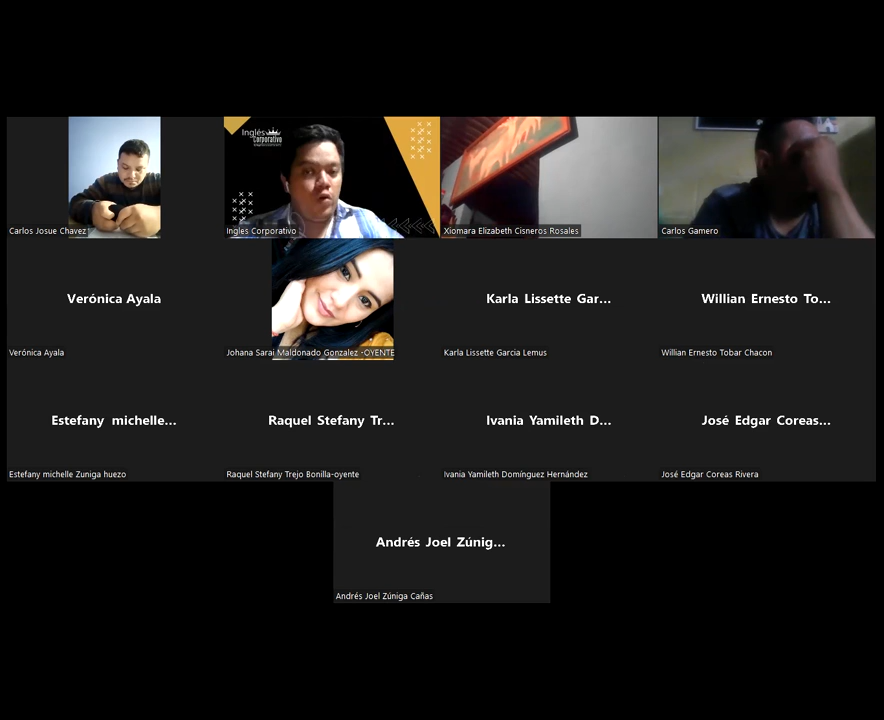 Inglés
Corporativo
Carlos Josue Chavez
Ingles Corporativo
Xiomara Elizabeth Cisneros Rosales
Carlos Gamero
Verónica Ayala
Karla Lissette Gar...
Willian Ernesto To...
Verónica Ayala
Johana Sarai Maldonado Gonzalez -OYENTE
Karla Lissette Garcia Lemus
Willian Ernesto Tobar Chacon
Estefany michelle...
Raquel Stefany Tr...
Ivania Yamileth D...
José Edgar Coreas...
Estefany michelle Zuniga huezo
Raquel Stefany Trejo Bonilla-oyente
Ivania Yamileth Domínguez Hernández
José Edgar Coreas Rivera
Andrés Joel Zúnig...
Andrés Joel Zúniga Cañas